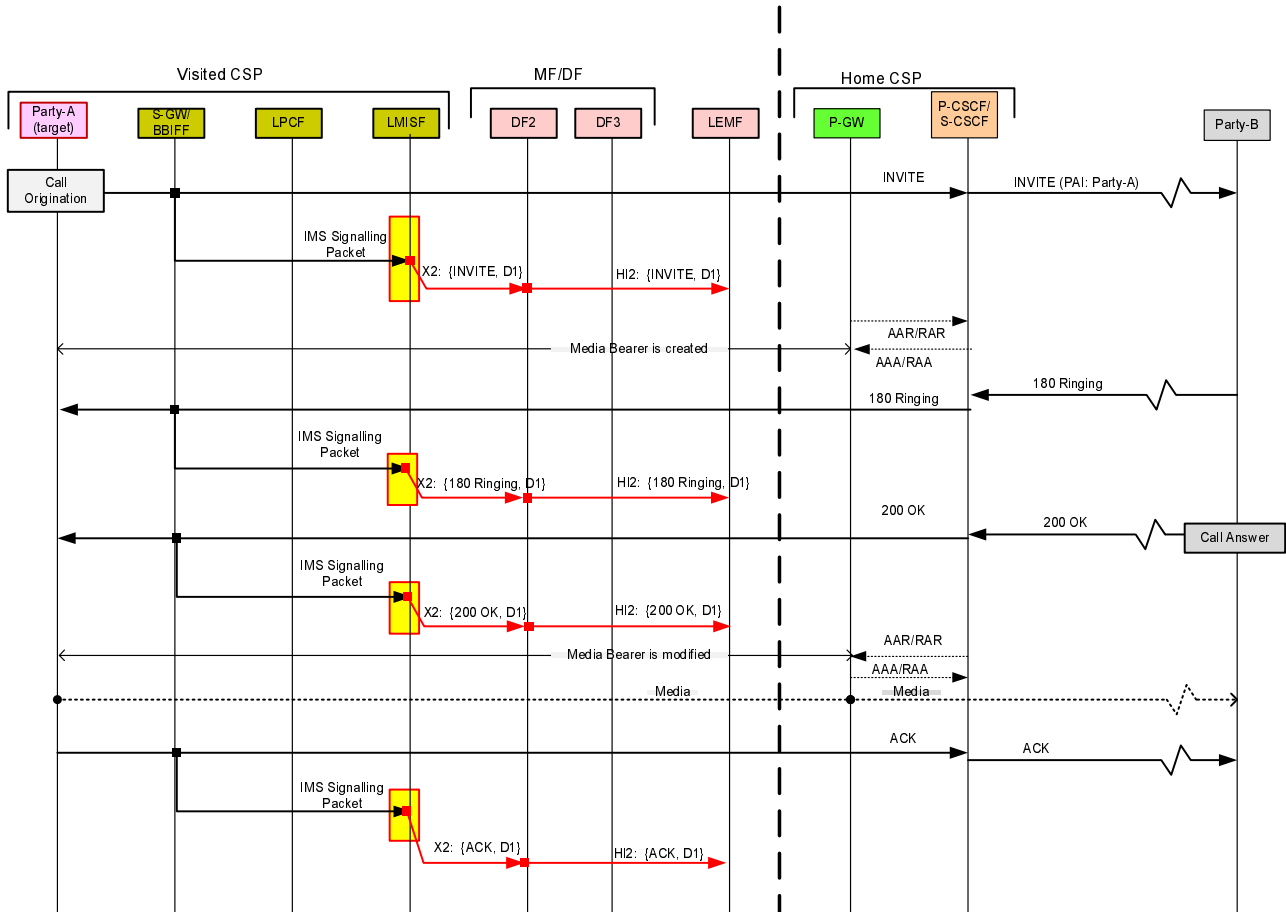 Visited CSP
MF/DF
Home CSP
Party-A
(target)
S-GW/
BBIFF
LPCF
LMISF
DF2
DF3
LEMF
P-GW
P-CSCF/
S-CSCF
Party-B
Call
Origination
INVITE
INVITE (PAI: Party-A)
IMS Signalling
Packet
X2:  {INVITE, D1}
HI2:  {INVITE, D1}
AAR/RAR
Media Bearer is created
AAA/RAA
180 Ringing
180 Ringing
IMS Signalling
Packet
X2:  {180 Ringing, D1}
HI2:  {180 Ringing, D1}
200 OK
200 OK
Call Answer
IMS Signalling
Packet
X2:  {200 OK, D1}
HI2:  {200 OK, D1}
AAR/RAR
Media Bearer is modified
AAA/RAA
Media
Media
ACK
ACK
IMS Signalling
Packet
X2:  {ACK, D1}
HI2:  {ACK, D1}